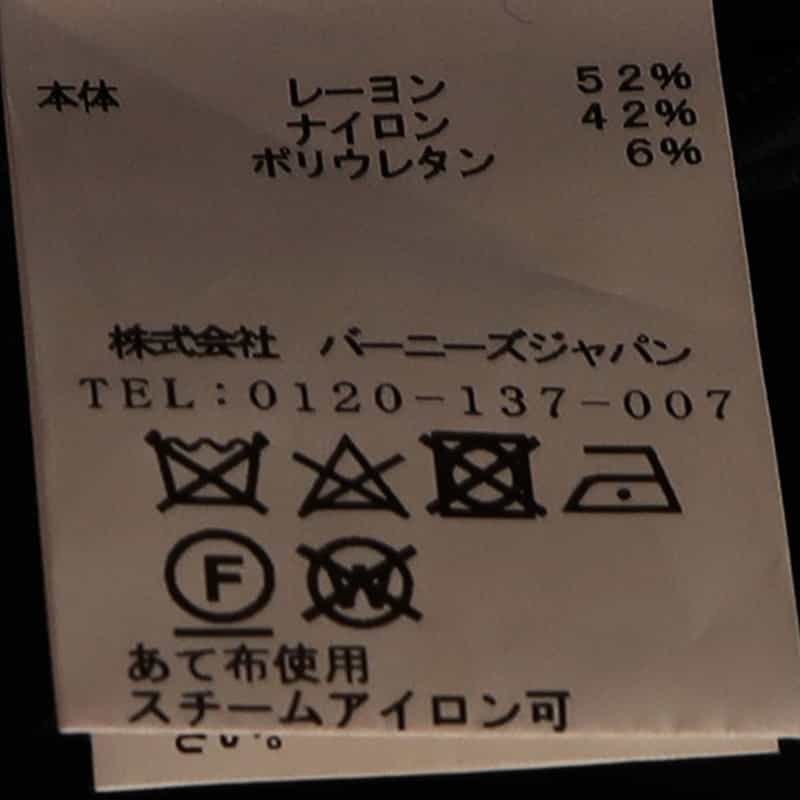 本体 レーヨン 52%
ナイロン 42%
ポリウレタン 6%
株式会社 バーニーズジャパン
TEL:0120-137-007
F W
あて布使用
スチームアイロン可